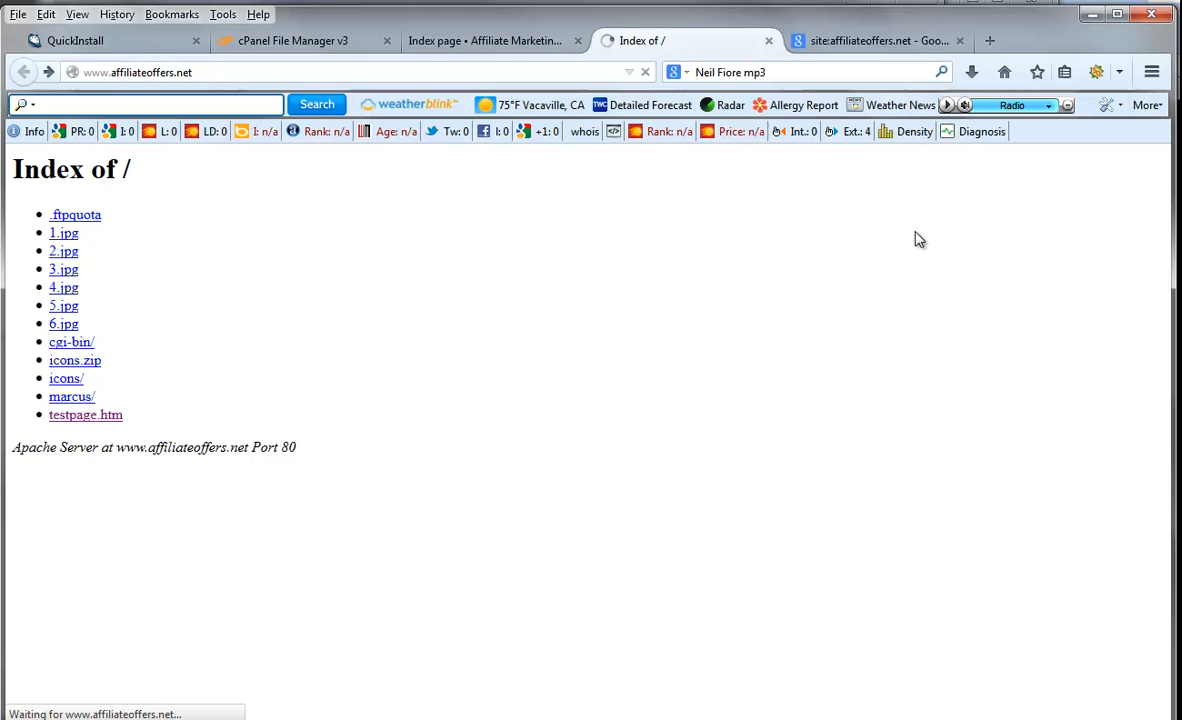 File Edit View History Bookmarks Tools Help
QuickInstall cPanel File Manager v3 Index page • Affiliate Marketin... Index of / site:affiliateoffers.net - Goo...
www.affiliateoffers.net Neil Fiore mp3
Search weatherblink™ 75°F Vacaville, CA TWC Detailed Forecast Radar Allergy Report Weather News Radio More
Info PR: 0 I: 0 L: 0 LD: 0 I: n/a Rank: n/a Age: n/a Tw: 0 I: 0 +1: 0 whois Rank: n/a Price: n/a Int.: 0 Ext.: 4 Density Diagnosis
Index of /
• .ftpquota
• 1.jpg
• 2.jpg
• 3.jpg
• 4.jpg
• 5.jpg
• 6.jpg
• cgi-bin/
• icons.zip
• icons/
• marcus/
• testpage.htm
Apache Server at www.affiliateoffers.net Port 80
Waiting for www.affiliateoffers.net...